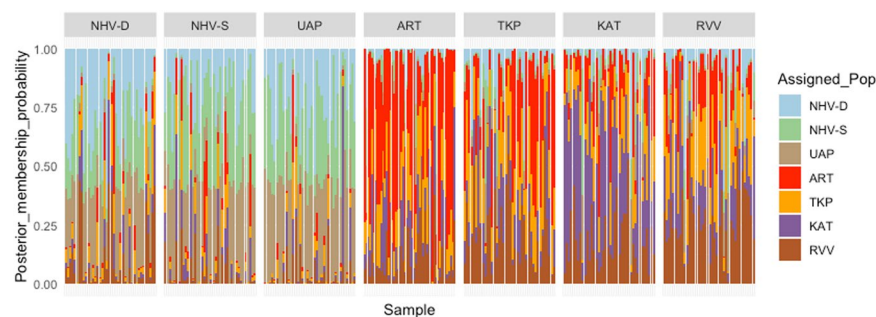 NHV-D NHV-S UAP ART TKP KAT RVV
Posterior_membership_probability
1.00
0.75
0.50
0.25
0.00
Sample
Assigned_Pop
NHV-D
NHV-S
UAP
ART
TKP
KAT
RVV